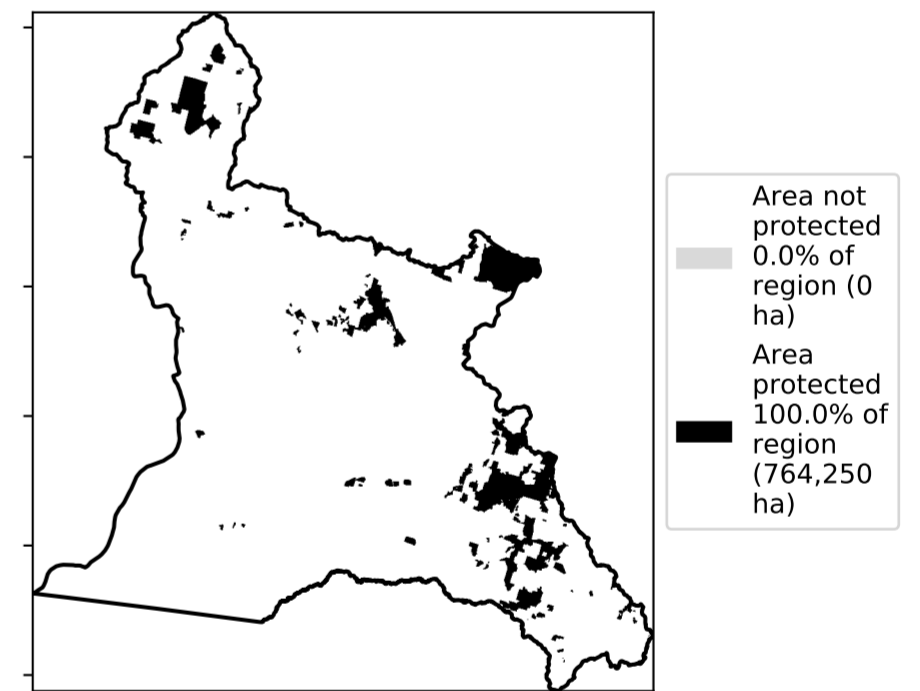 Area not
protected
0.0% of
region (0
ha)
Area
protected
100.0% of
region
(764,250
ha)